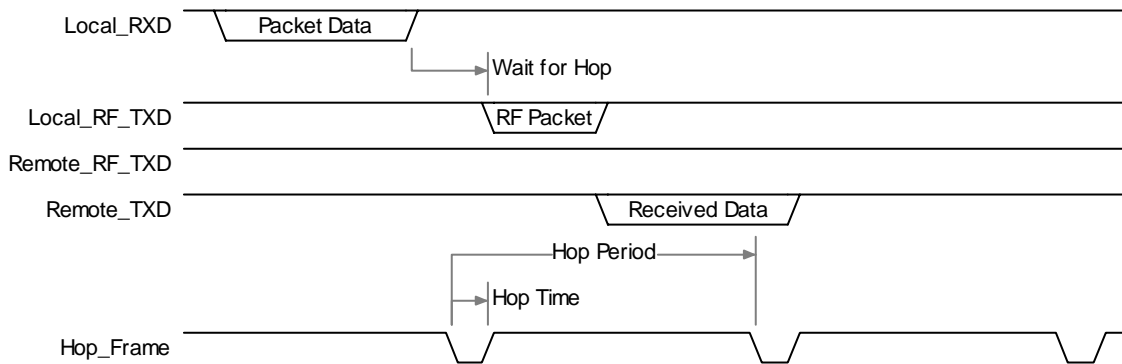 Local_RXD
Packet Data
Wait for Hop
Local_RF_TXD
RF Packet
Remote_RF_TXD
Remote_TXD
Received Data
Hop Period
Hop Time
Hop_Frame